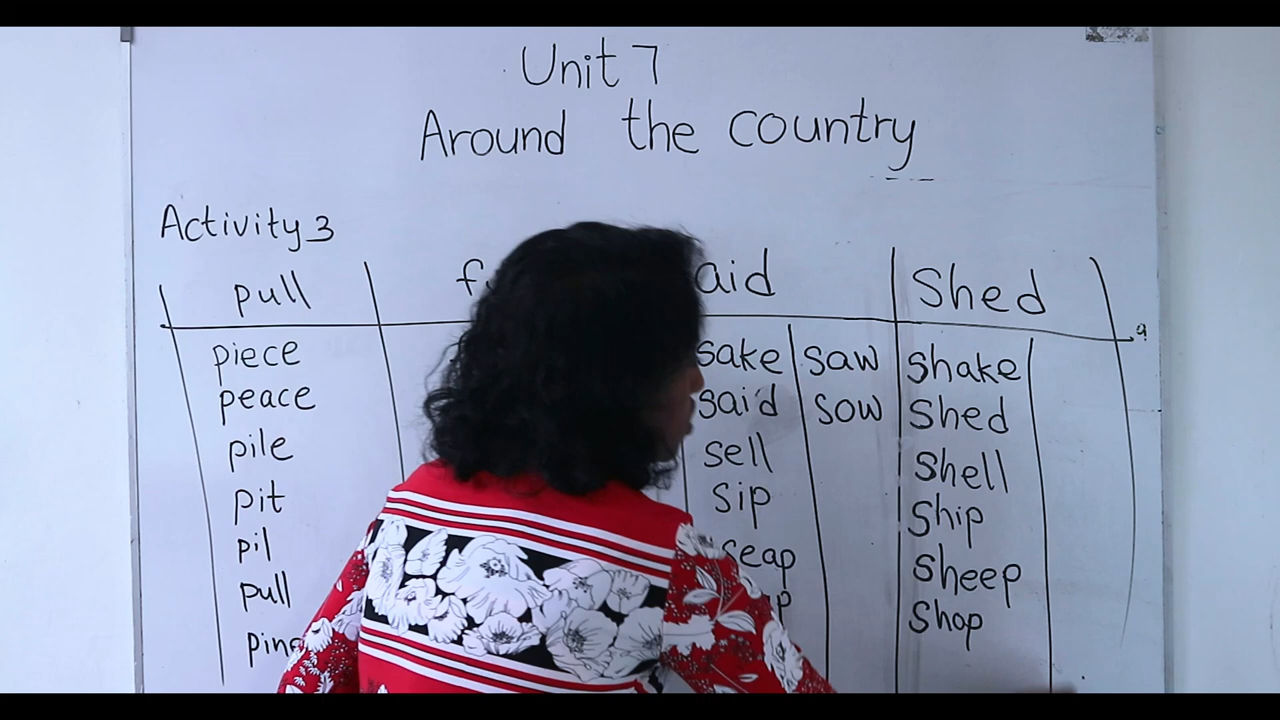 Unit 7
Around the country
Activity 3
pull Shed
piece sake saw shake
peace said sow shed
pile sell shell
pit sip ship
pil seap sheep
pull shop